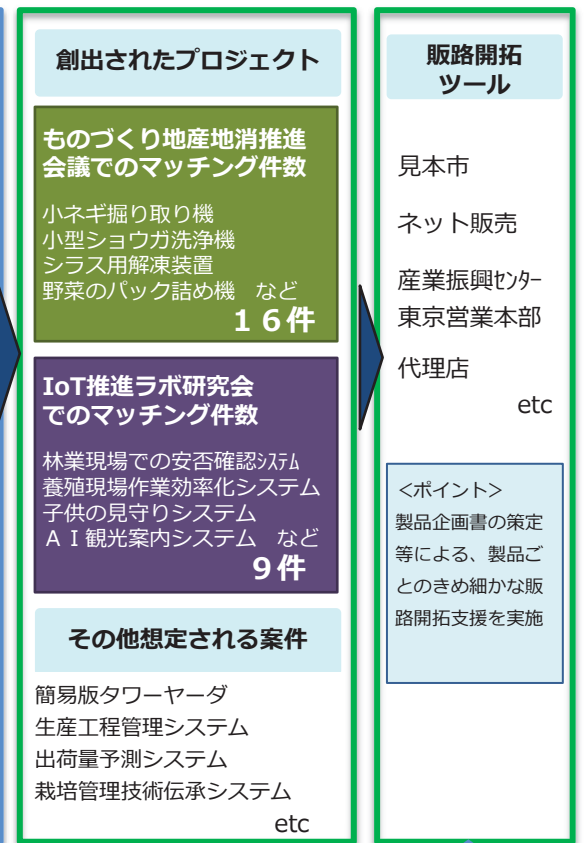 創出されたプロジェクト
ものづくり地産地消推進
会議でのマッチング件数
小ネギ掘り取り機
小型ショウガ洗浄機
シラス用解凍装置
野菜のパック詰め機　など
１６件
IoT推進ラボ研究会
でのマッチング件数
林業現場での安否確認ｼｽﾃﾑ
養殖現場作業効率化システム
子供の見守りシステム
ＡＩ観光案内システム　など
９件
その他想定される案件
簡易版タワーヤーダ
生産工程管理システム
出荷量予測システム
栽培管理技術伝承システム
etc
販路開拓
ツール
見本市
ネット販売
産業振興ｾﾝﾀｰ
東京営業本部
代理店
etc
＜ポイント＞
製品企画書の策定
等による、製品ご
とのきめ細かな販
路開拓支援を実施